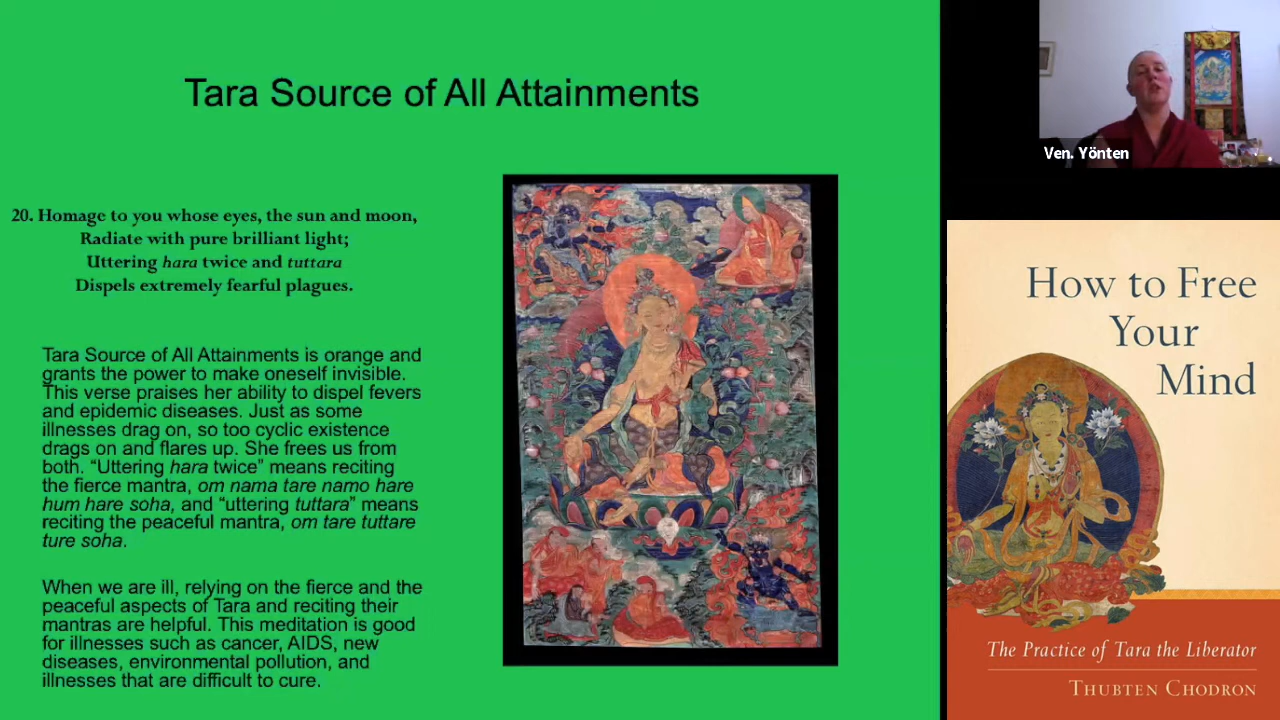 Tara Source of All Attainments
20. Homage to you whose eyes, the sun and moon,
Radiate with pure brilliant light;
Uttering hara twice and tuttara
Dispels extremely fearful plagues.
Tara Source of All Attainments is orange and
grants the power to make oneself invisible.
This verse praises her ability to dispel fevers
and epidemic diseases. Just as some
illnesses drag on, so too cyclic existence
drags on and flares up. She frees us from
both. “Uttering hara twice” means reciting
the fierce mantra, om nama tare namo hare
hum hare soha, and “uttering tuttara” means
reciting the peaceful mantra, om tare tuttare
ture soha.
When we are ill, relying on the fierce and the
peaceful aspects of Tara and reciting their
mantras are helpful. This meditation is good
for illnesses such as cancer, AIDS, new
diseases, environmental pollution, and
illnesses that are difficult to cure.
Ven. Yönten
How to Free
Your
Mind
The Practice of Tara the Liberator
THUBTEN CHODRON